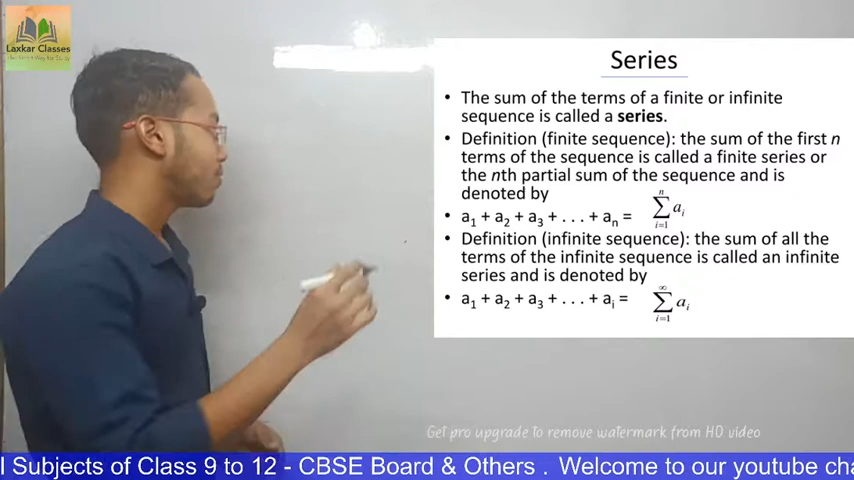 Laxkar Classes
Series
• The sum of the terms of a finite or infinite
sequence is called a series.
• Definition (finite sequence): the sum of the first n
terms of the sequence is called a finite series or
the nth partial sum of the sequence and is
denoted by
• a₁ + a₂ + a₃ + . . . + aₙ = \sum_{i=1}^{n} a_i
• Definition (infinite sequence): the sum of all the
terms of the infinite sequence is called an infinite
series and is denoted by
• a₁ + a₂ + a₃ + . . . + aᵢ = \sum_{i=1}^{∞} a_i
Get pro upgrade to remove watermark from HD video
l Subjects of Class 9 to 12 - CBSE Board & Others . Welcome to our youtube cha